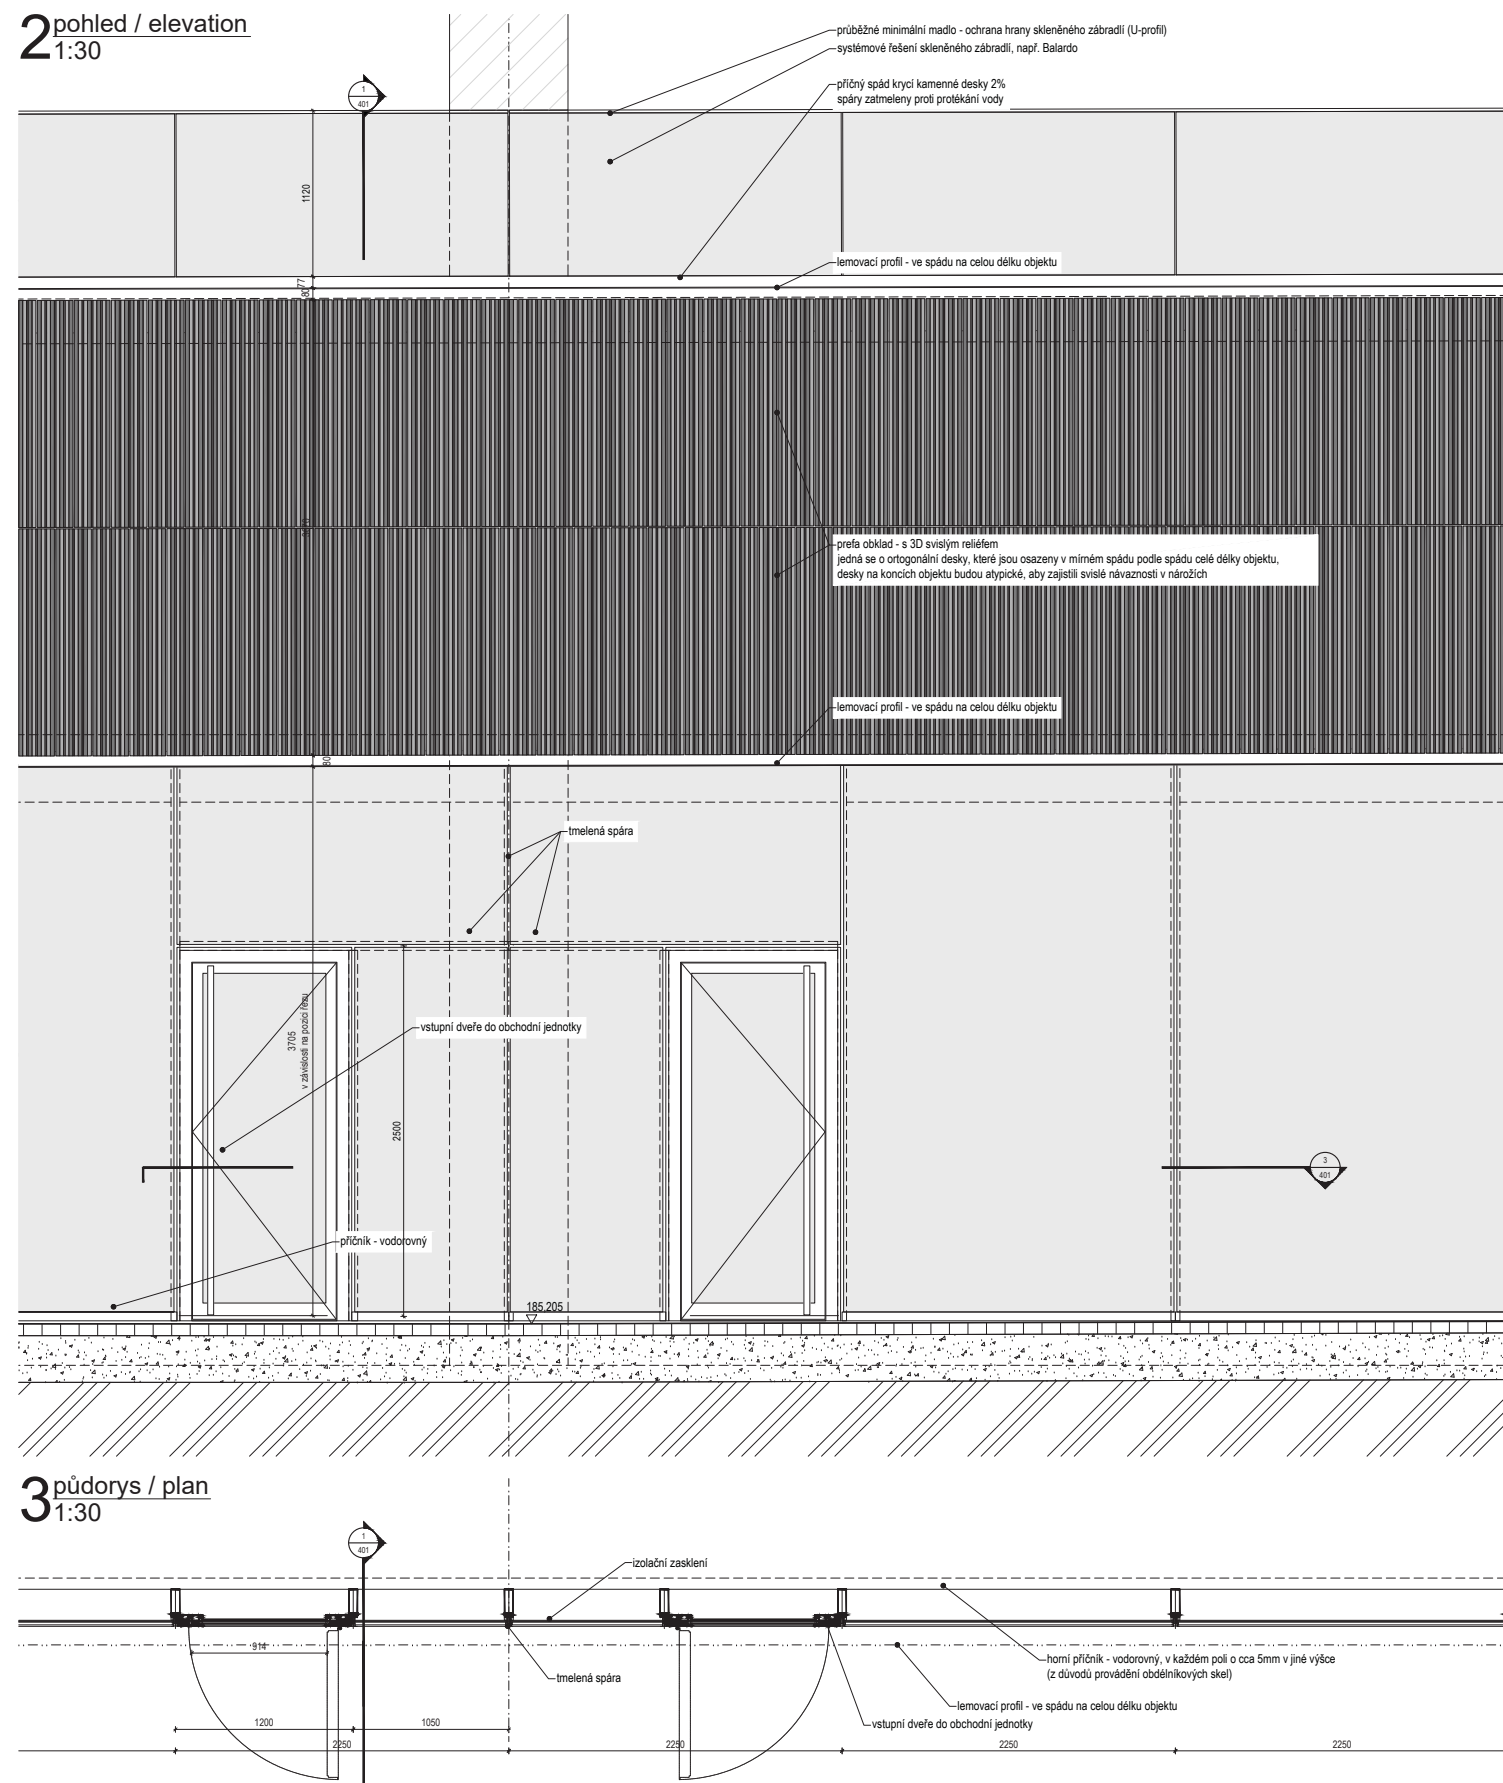 2 pohled / elevation
1:30
průběžné minimální madlo - ochrana hrany skleněného zábradlí (U-profil)
systémové řešení skleněného zábradlí, např. Balardo
příčný spád krycí kamenné desky 2%
spáry zatmeleny proti protékání vody
1
401
1120
lemovací profil - ve spádu na celou délku objektu
77
80
prefa obklad - s 3D svislým reliéfem
jedná se o ortogonální desky, které jsou osazeny v mírném spádu podle spádu celé délky objektu,
desky na koncích objektu budou atypické, aby zajistili svislé návaznosti v nárožích
lemovací profil - ve spádu na celou délku objektu
80
tmelená spára
vstupní dveře do obchodní jednotky
3705
v závislosti na pozici řezu
2500
3
401
příčník - vodorovný
185.205
3 půdorys / plan
1:30
1
401
izolační zasklení
914
horní příčník - vodorovný, v každém poli o cca 5mm v jiné výšce
(z důvodů provádění obdélníkových skel)
tmelená spára
lemovací profil - ve spádu na celou délku objektu
vstupní dveře do obchodní jednotky
1200
1050
2250
2250
2250
2250